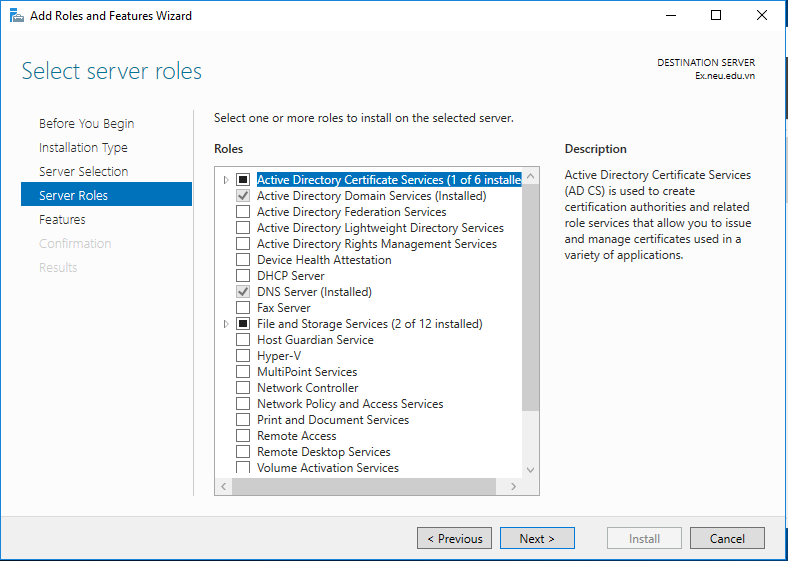 Add Roles and Features Wizard
Select server roles
DESTINATION SERVER
Ex.neu.edu.vn
Before You Begin
Installation Type
Server Selection
Server Roles
Features
Confirmation
Results
Select one or more roles to install on the selected server.
Roles
Active Directory Certificate Services (1 of 6 installe
Active Directory Domain Services (Installed)
Active Directory Federation Services
Active Directory Lightweight Directory Services
Active Directory Rights Management Services
Device Health Attestation
DHCP Server
DNS Server (Installed)
Fax Server
File and Storage Services (2 of 12 installed)
Host Guardian Service
Hyper-V
MultiPoint Services
Network Controller
Network Policy and Access Services
Print and Document Services
Remote Access
Remote Desktop Services
Volume Activation Services
Description
Active Directory Certificate Services
(AD CS) is used to create
certification authorities and related
role services that allow you to issue
and manage certificates used in a
variety of applications.
< Previous
Next >
Install
Cancel